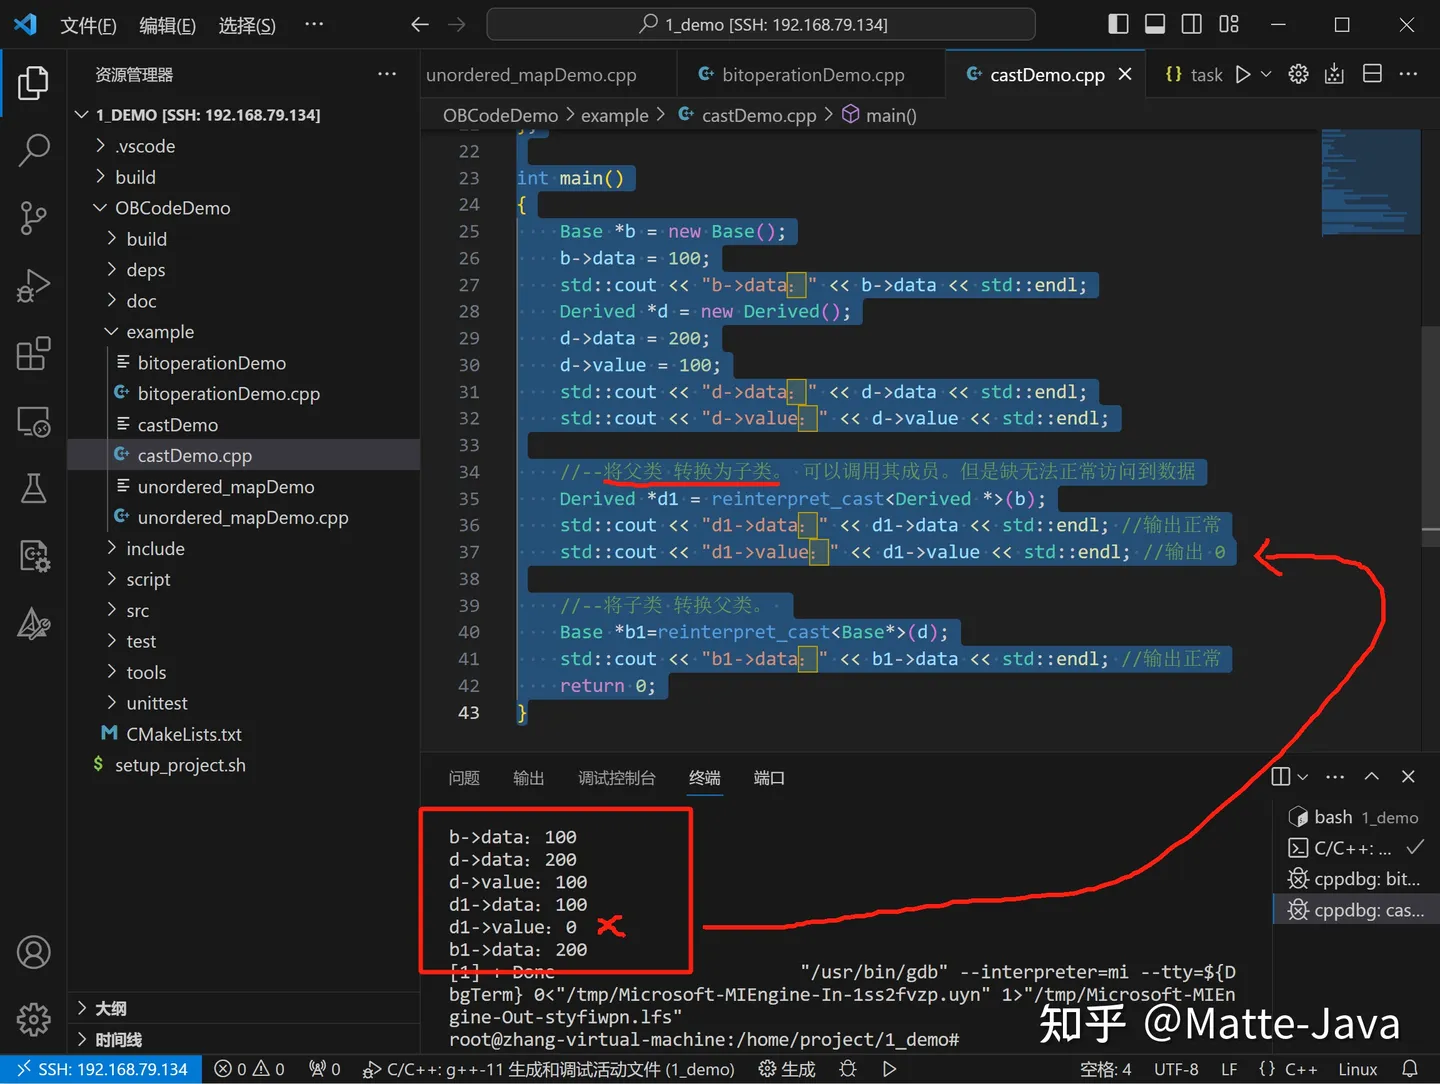 文件(F) 编辑(E) 选择(S) ··· 1_demo [SSH: 192.168.79.134]
资源管理器 ···
unordered_mapDemo.cpp bitoperationDemo.cpp castDemo.cpp {} task
1_DEMO [SSH: 192.168.79.134]
OBCodeDemo > example > castDemo.cpp > main()
.vscode
build
OBCodeDemo
build
deps
doc
example
bitoperationDemo
bitoperationDemo.cpp
castDemo
castDemo.cpp
unordered_mapDemo
unordered_mapDemo.cpp
include
script
src
test
tools
unittest
CMakeLists.txt
setup_project.sh
大纲
时间线
22
23 int main()
24 {
25 Base *b = new Base();
26 b->data = 100;
27 std::cout << "b->data：" << b->data << std::endl;
28 Derived *d = new Derived();
29 d->data = 200;
30 d->value = 100;
31 std::cout << "d->data：" << d->data << std::endl;
32 std::cout << "d->value：" << d->value << std::endl;
33
34 //--将父类 转换为子类。 可以调用其成员。但是缺无法正常访问到数据
35 Derived *d1 = reinterpret_cast<Derived *>(b);
36 std::cout << "d1->data：" << d1->data << std::endl; //输出正常
37 std::cout << "d1->value：" << d1->value << std::endl; //输出 0
38
39 //--将子类 转换父类。
40 Base *b1=reinterpret_cast<Base*>(d);
41 std::cout << "b1->data：" << b1->data << std::endl; //输出正常
42 return 0;
43 }
问题 输出 调试控制台 终端 端口
b->data：100
d->data：200
d->value：100
d1->data：100
d1->value：0
b1->data：200
[1] + Done "/usr/bin/gdb" --interpreter=mi --tty=${D
bgTerm} 0<"/tmp/Microsoft-MIEngine-In-1ss2fvzp.uyn" 1>"/tmp/Microsoft-MIEn
gine-Out-styfiwpn.lfs"
root@zhang-virtual-machine:/home/project/1_demo#
bash 1_demo
C/C++: ...
cppdbg: bit...
cppdbg: cas...
知乎 @Matte-Java
SSH: 192.168.79.134 0 0 0 C/C++: g++-11 生成和调试活动文件 (1_demo) 生成 空格: 4 UTF-8 LF {} C++ Linux